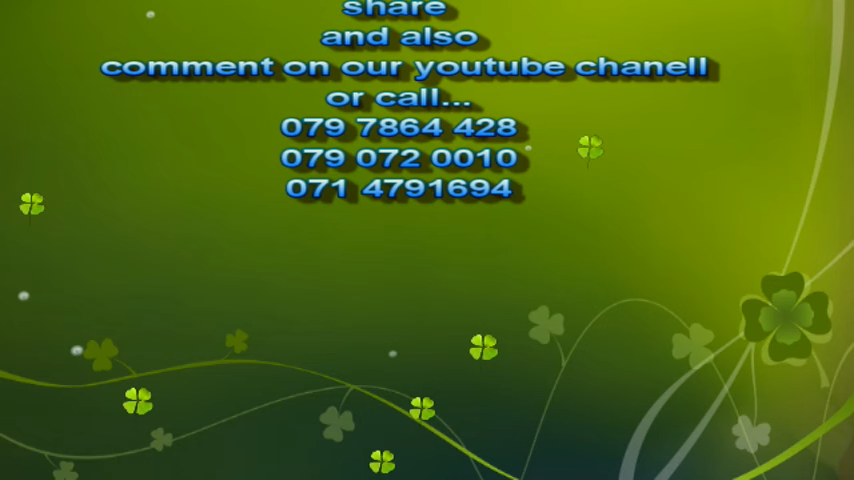 share
and also
comment on our youtube chanell
or call...
079 7864 428
079 072 0010
071 4791694